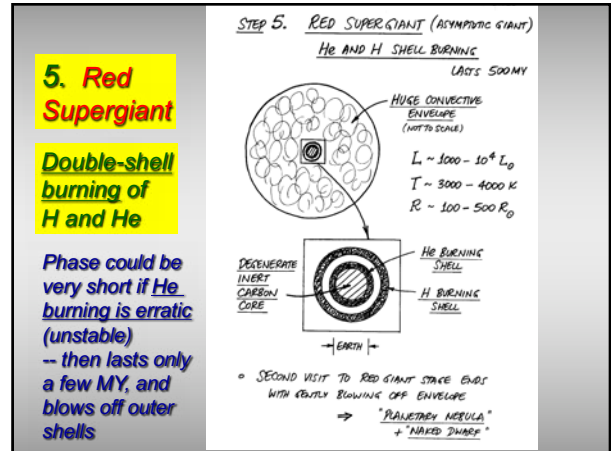 5. Red
Supergiant
Double-shell
burning of
H and He
Phase could be
very short if He
burning is erratic
(unstable)
-- then lasts only
a few MY, and
blows off outer
shells
STEP 5. RED SUPERGIANT (ASYMPTOTIC GIANT)
He AND H SHELL BURNING
LASTS 500MY
HUGE CONVECTIVE
ENVELOPE
(NOT TO SCALE)
L ~ 1000 - 10⁴ L⊙
T ~ 3000 - 4000 K
R ~ 100 - 500 R⊙
DEGENERATE
INERT
CARBON
CORE
He BURNING
SHELL
H BURNING
SHELL
EARTH
○ SECOND VISIT TO RED GIANT STAGE ENDS
WITH GENTLY BLOWING OFF ENVELOPE
⇒ "PLANETARY NEBULA"
+ "NAKED DWARF"